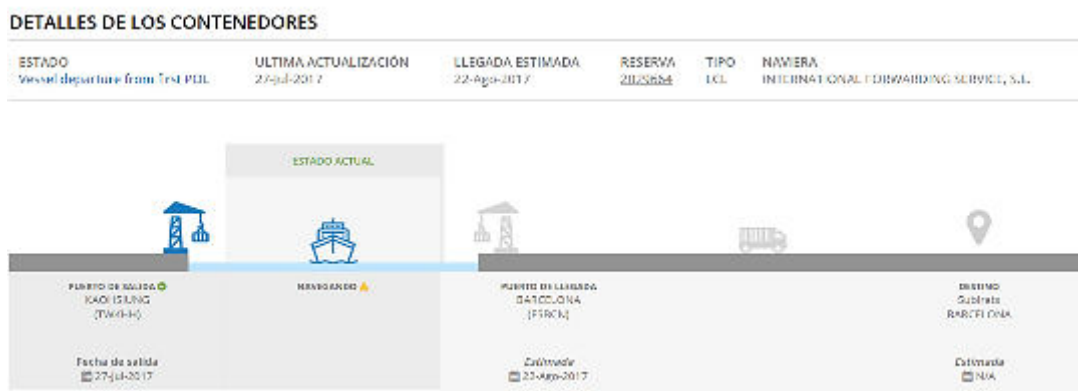 DETALLES DE LOS CONTENEDORES
ESTADO ULTIMA ACTUALIZACIÓN LLEGADA ESTIMADA RESERVA TIPO NAVIERA
Vessel departure from first POL 27-Jul-2017 22-Ago-2017 LCL INTERNATIONAL FORWARDING SERVICE, S.L.
ESTADO ACTUAL
PUERTO DE SALIDA NAVEGANDO PUERTO DE LLEGADA DESTINO
KAOHSIUNG BARCELONA Subirats
(TWKHH) (ESBCN) BARCELONA
Fecha de salida Estimada Estimada
27-Jul-2017 22-Ago-2017 N/A